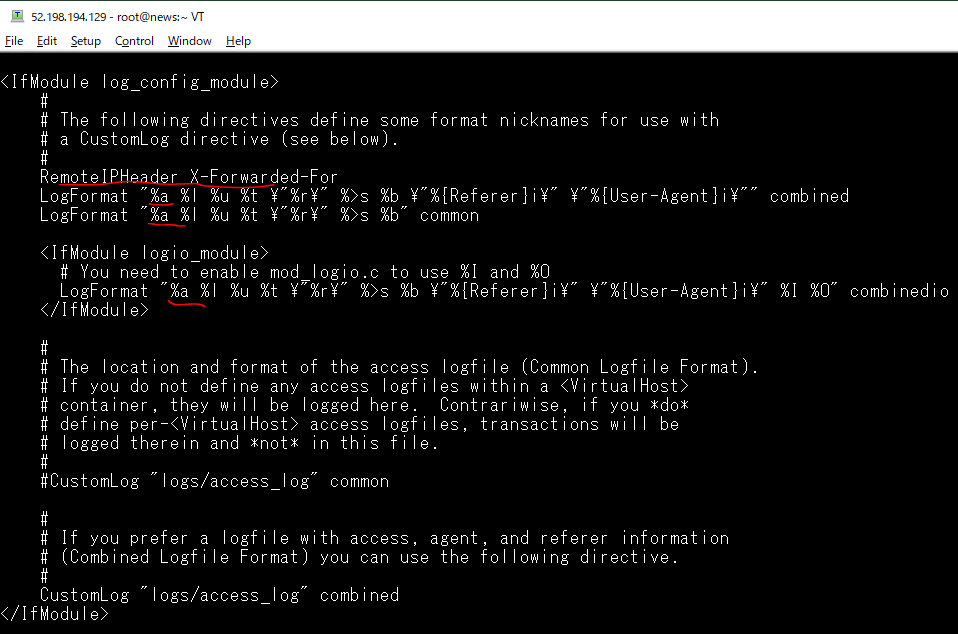 52.198.194.129 - root@news:~ VT
File Edit Setup Control Window Help
<IfModule log_config_module>
#
# The following directives define some format nicknames for use with
# a CustomLog directive (see below).
#
RemoteIPHeader X-Forwarded-For
LogFormat "%a %l %u %t ¥"%r¥" %>s %b ¥"%{Referer}i¥" ¥"%{User-Agent}i¥"" combined
LogFormat "%a %l %u %t ¥"%r¥" %>s %b" common
<IfModule logio_module>
# You need to enable mod_logio.c to use %I and %O
LogFormat "%a %l %u %t ¥"%r¥" %>s %b ¥"%{Referer}i¥" ¥"%{User-Agent}i¥" %I %O" combinedio
</IfModule>
#
# The location and format of the access logfile (Common Logfile Format).
# If you do not define any access logfiles within a <VirtualHost>
# container, they will be logged here.  Contrariwise, if you *do*
# define per-<VirtualHost> access logfiles, transactions will be
# logged therein and *not* in this file.
#
#CustomLog "logs/access_log" common
#
# If you prefer a logfile with access, agent, and referer information
# (Combined Logfile Format) you can use the following directive.
#
CustomLog "logs/access_log" combined
</IfModule>